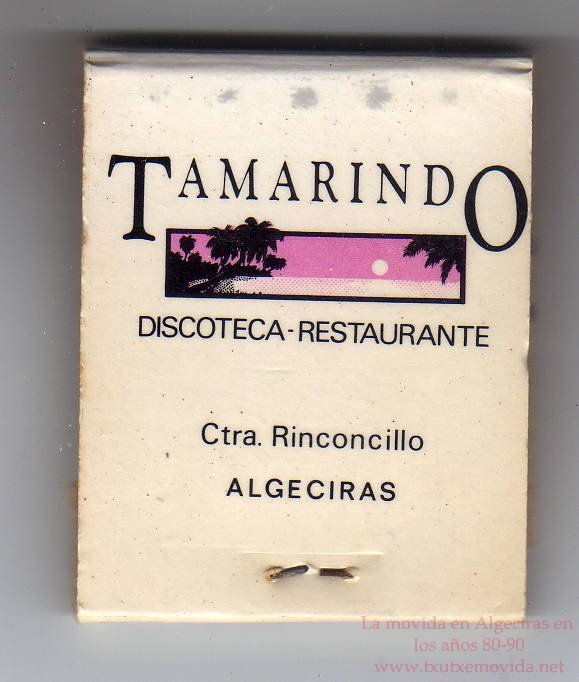 TAMARINDO
DISCOTECA-RESTAURANTE
Ctra. Rinconcillo
ALGECIRAS
La movida en Algeciras en
los años 80-90
www.txutxemovida.net